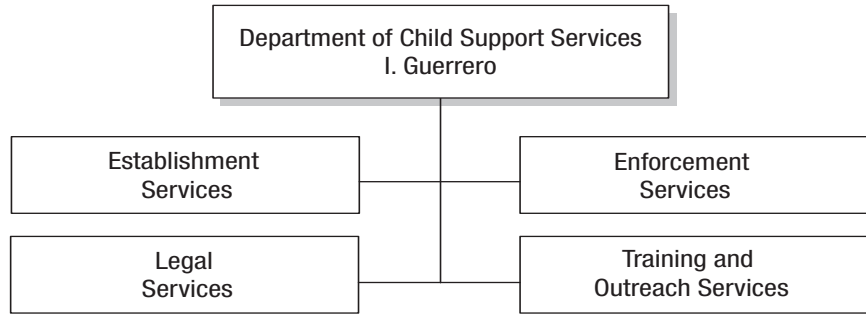 Department of Child Support Services
I. Guerrero
Establishment
Services
Enforcement
Services
Legal
Services
Training and
Outreach Services